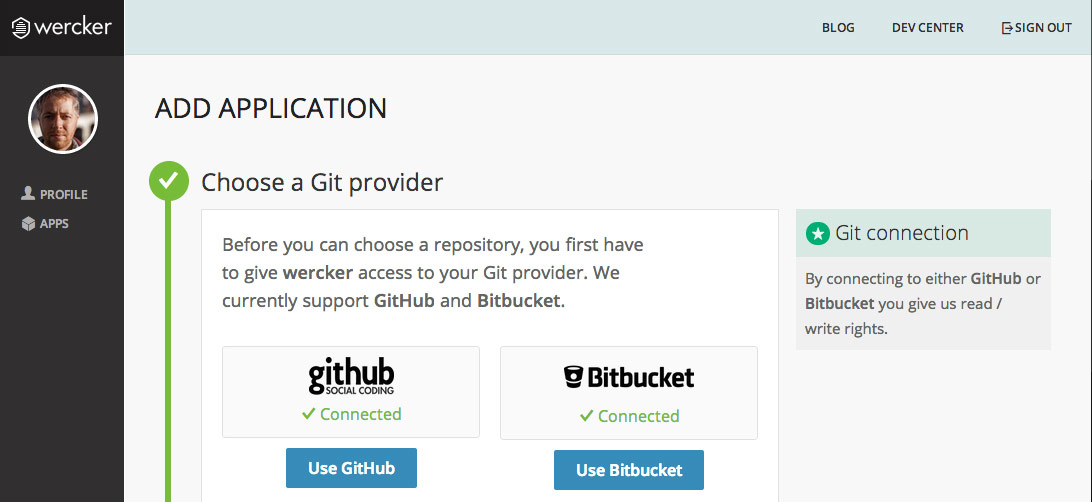 wercker
BLOG
DEV CENTER
SIGN OUT
PROFILE
APPS
ADD APPLICATION
Choose a Git provider
Before you can choose a repository, you first have
to give wercker access to your Git provider. We
currently support GitHub and Bitbucket.
github
SOCIAL CODING
Connected
Use GitHub
Bitbucket
Connected
Use Bitbucket
Git connection
By connecting to either GitHub or
Bitbucket you give us read /
write rights.